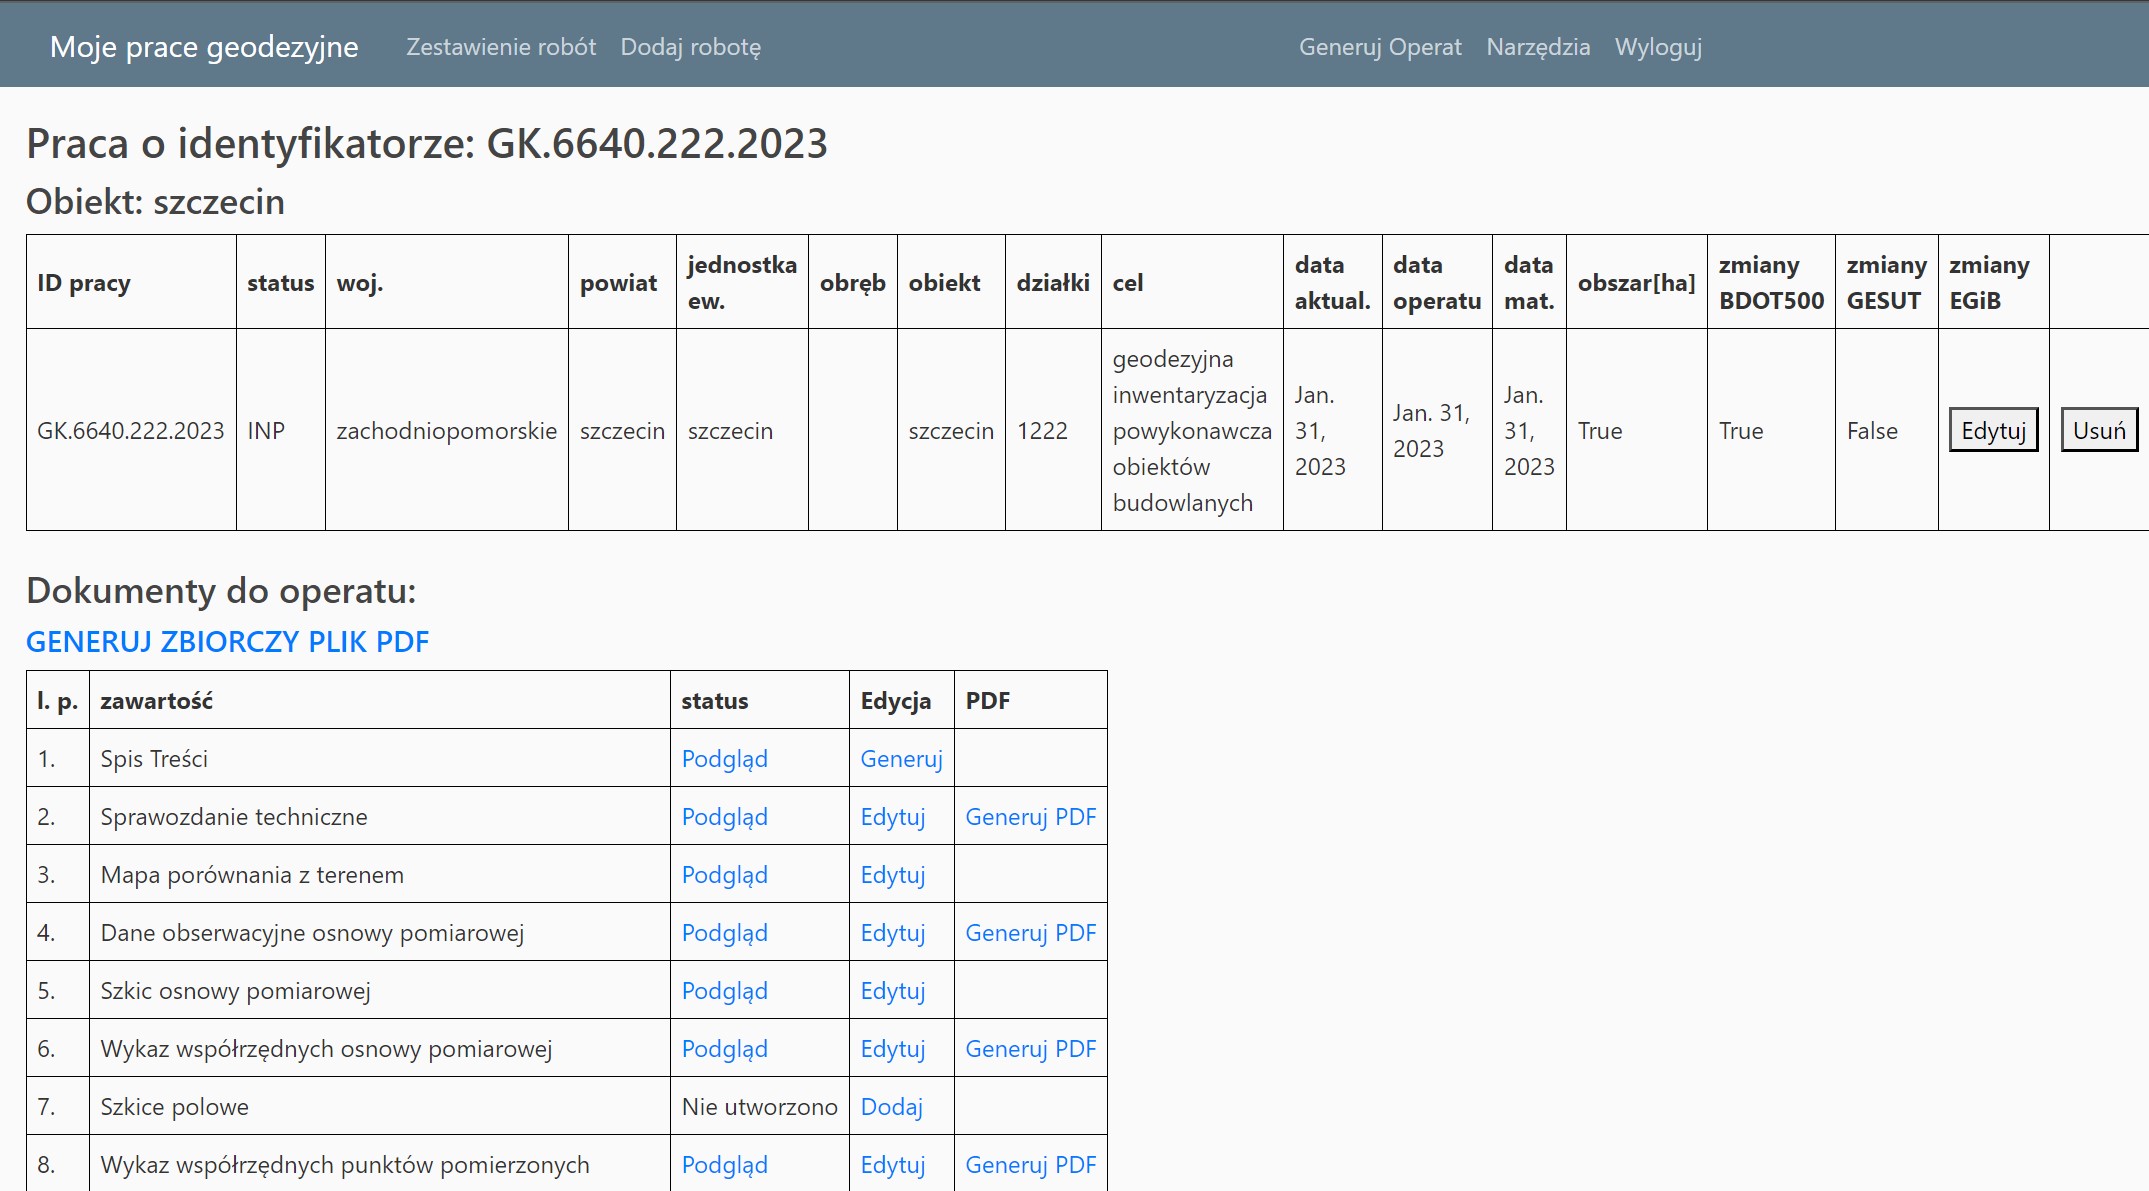 Moje prace geodezyjne Zestawienie robót Dodaj robotę Generuj Operat Narzędzia Wyloguj
Praca o identyfikatorze: GK.6640.222.2023
Obiekt: szczecin
ID pracy status woj. powiat jednostka ew. obręb obiekt działki cel data aktual. data operatu data mat. obszar[ha] zmiany BDOT500 zmiany GESUT zmiany EGiB
GK.6640.222.2023 INP zachodniopomorskie szczecin szczecin szczecin 1222 geodezyjna inwentaryzacja powykonawcza obiektów budowlanych Jan. 31, 2023 Jan. 31, 2023 Jan. 31, 2023 True True False Edytuj Usuń
Dokumenty do operatu:
GENERUJ ZBIORCZY PLIK PDF
l. p. zawartość status Edycja PDF
1. Spis Treści Podgląd Generuj
2. Sprawozdanie techniczne Podgląd Edytuj Generuj PDF
3. Mapa porównania z terenem Podgląd Edytuj
4. Dane obserwacyjne osnowy pomiarowej Podgląd Edytuj Generuj PDF
5. Szkic osnowy pomiarowej Podgląd Edytuj
6. Wykaz współrzędnych osnowy pomiarowej Podgląd Edytuj Generuj PDF
7. Szkice polowe Nie utworzono Dodaj
8. Wykaz współrzędnych punktów pomierzonych Podgląd Edytuj Generuj PDF